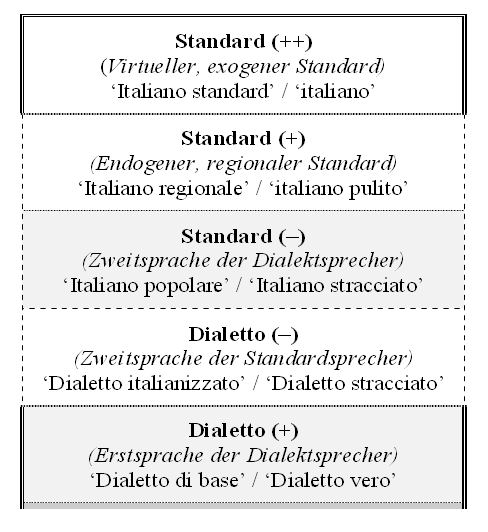 Standard (++)
(Virtueller, exogener Standard)
‘Italiano standard’ / ‘italiano’
Standard (+)
(Endogener, regionaler Standard)
‘Italiano regionale’ / ‘italiano pulito’
Standard (–)
(Zweitsprache der Dialektsprecher)
‘Italiano popolare’ / ‘Italiano stracciato’
Dialetto (–)
(Zweitsprache der Standardsprecher)
‘Dialetto italianizzato’ / ‘Dialetto stracciato’
Dialetto (+)
(Erstsprache der Dialektsprecher)
‘Dialetto di base’ / ‘Dialetto vero’